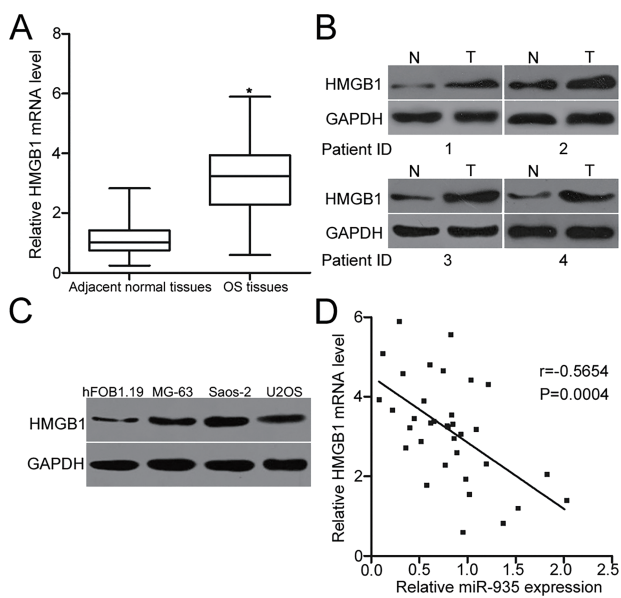 A
Relative HMGB1 mRNA level
8
6
4
2
0
*
Adjacent normal tissues OS tissues
B
N T N T
HMGB1
GAPDH
Patient ID 1 2
N T N T
HMGB1
GAPDH
Patient ID 3 4
C
hFOB1.19 MG-63 Saos-2 U2OS
HMGB1
GAPDH
D
Relative HMGB1 mRNA level
6
4
2
0
r=-0.5654
P=0.0004
0.0 0.5 1.0 1.5 2.0 2.5
Relative miR-935 expression